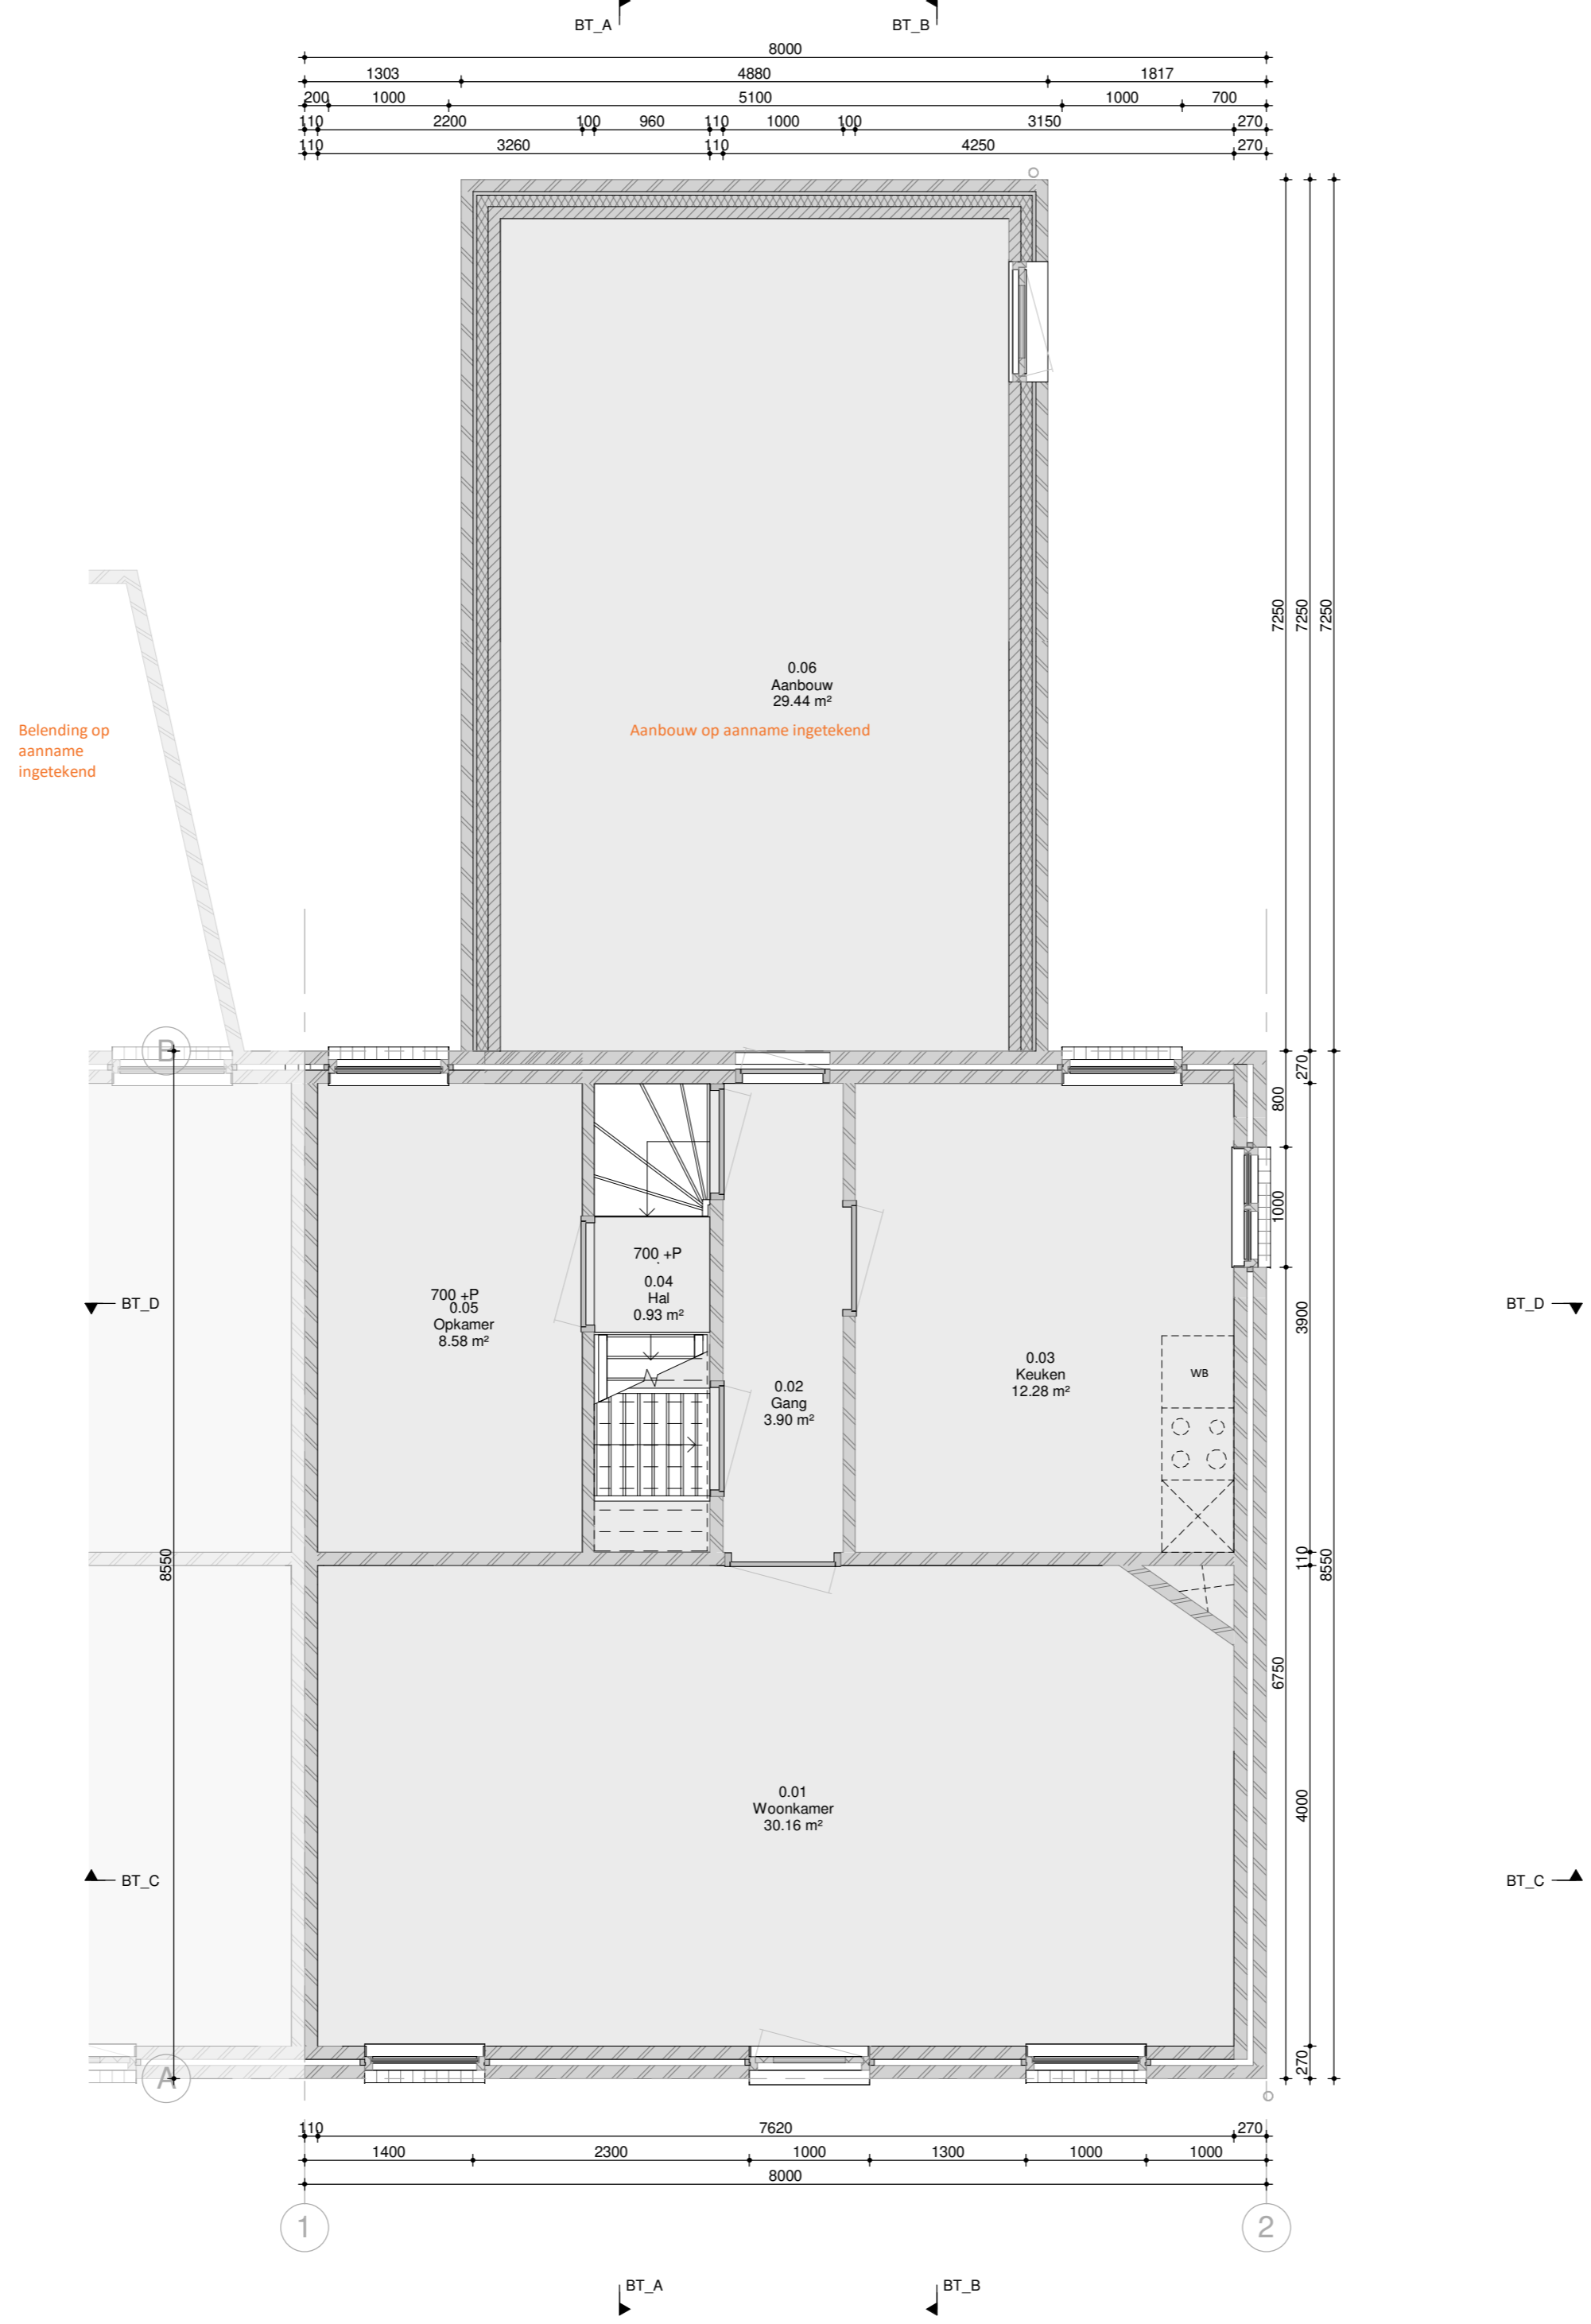 BT_A
BT_B
8000
1303
4880
1817
200
1000
5100
1000
700
110
2200
100
960
110
1000
100
3150
270
110
3260
110
4250
270
7250
7250
7250
0.06
Aanbouw
29.44 m²
Aanbouw op aanname ingetekend
Belending op
aanname
ingetekend
B
270
800
1000
3900
110
8550
6750
4000
270
8550
BT_D
BT_D
700 +P
0.04
Hal
0.93 m²
700 +P
0.05
Opkamer
8.58 m²
0.02
Gang
3.90 m²
0.03
Keuken
12.28 m²
WB
0.01
Woonkamer
30.16 m²
BT_C
BT_C
A
110
7620
270
1400
2300
1000
1300
1000
1000
8000
1
2
BT_A
BT_B